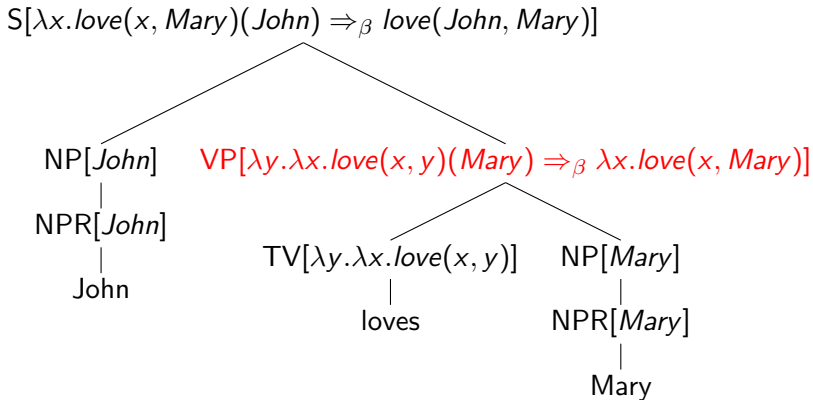 S[λx.love(x, Mary)(John) ⇒β love(John, Mary)]
NP[John] VP[λy.λx.love(x, y)(Mary) ⇒β λx.love(x, Mary)]
NPR[John]
TV[λy.λx.love(x, y)] NP[Mary]
John
loves NPR[Mary]
Mary